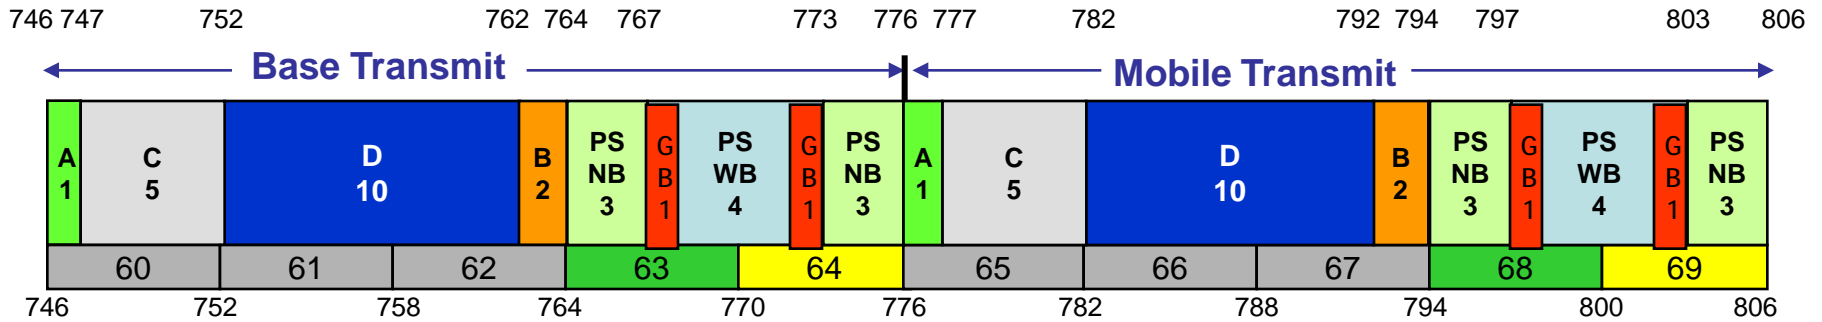 746 747 752 762 764 767 773 776 777 782 792 794 797 803 806
Base Transmit Mobile Transmit
A C D B PS G PS G PS A C D B PS G PS G PS
1 5 10 2 NB B WB B NB 1 5 10 2 NB B WB B NB
3 1 4 1 3 3 1 4 1 3
60 61 62 63 64 65 66 67 68 69
746 752 758 764 770 776 782 788 794 800 806